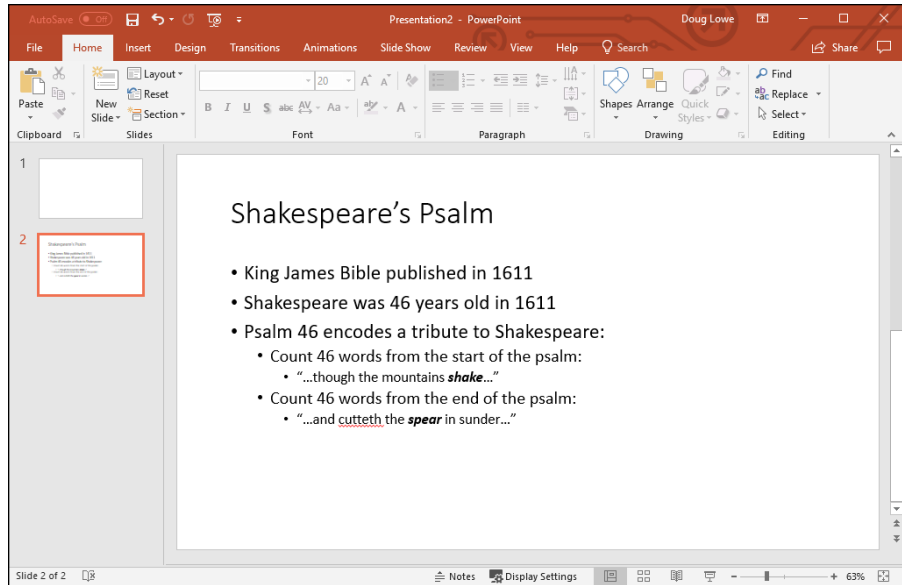 AutoSave Off Presentation2 - PowerPoint Doug Lowe
File Home Insert Design Transitions Animations Slide Show Review View Help Search Share
Paste
New Slide
Layout
Reset
Section
20
B I U S abc AV Aa A
Shapes Arrange Quick Styles
Find
Replace
Select
Clipboard Slides Font Paragraph Drawing Editing
1
2
Shakespeare’s Psalm
• King James Bible published in 1611
• Shakespeare was 46 years old in 1611
• Psalm 46 encodes a tribute to Shakespeare:
• Count 46 words from the start of the psalm:
• “…though the mountains shake…”
• Count 46 words from the end of the psalm:
• “…and cutteth the spear in sunder…”
Slide 2 of 2 Notes Display Settings 63%